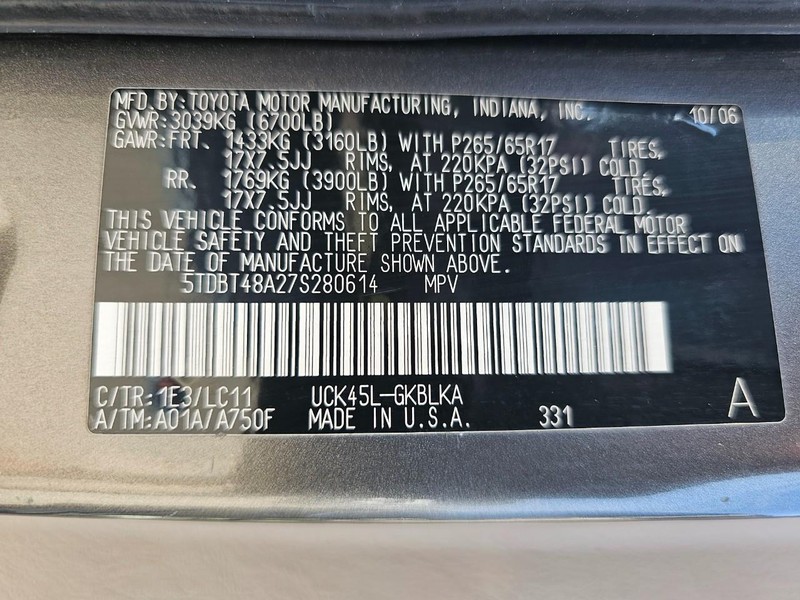 MFD.BY:TOYOTA MOTOR MANUFACTURING, INDIANA, INC. 10/06
GVWR:3039KG (6700LB)
GAWR:FRT. 1433KG (3160LB) WITH P265/65R17 TIRES,
17X7.5JJ RIMS, AT 220KPA (32PSI) COLD.
RR. 1769KG (3900LB) WITH P265/65R17 TIRES,
17X7.5JJ RIMS, AT 220KPA (32PSI) COLD.
THIS VEHICLE CONFORMS TO ALL APPLICABLE FEDERAL MOTOR
VEHICLE SAFETY AND THEFT PREVENTION STANDARDS IN EFFECT ON
THE DATE OF MANUFACTURE SHOWN ABOVE.
5TDBT48A27S280614 MPV
C/TR:1E3/LC11 UCK45L-GKBLKA
A/TM:A01A/A750F MADE IN U.S.A. 331 A